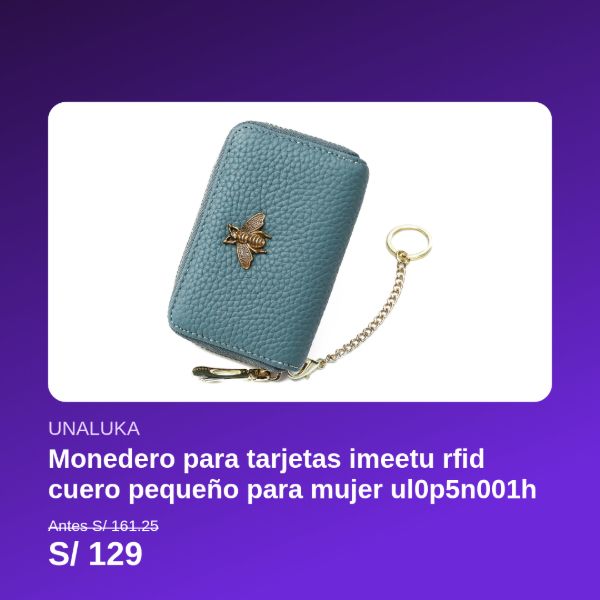 UNALUKA
Monedero para tarjetas imeetu rfid
cuero pequeño para mujer ul0p5n001h
Antes S/ 161.25
S/ 129